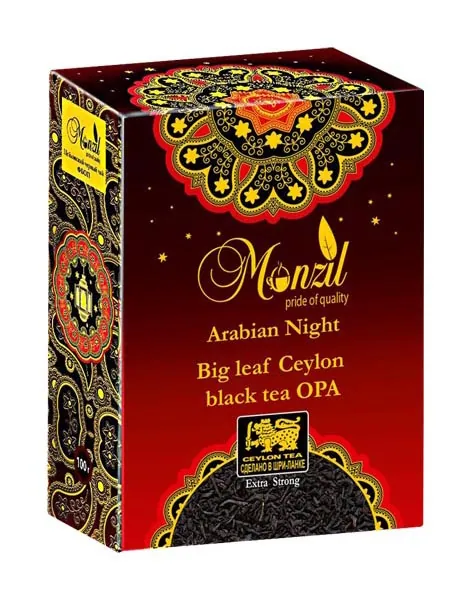 Monzil
pride of quality
Arabian Night
Big leaf Ceylon
black tea OPA
CEYLON TEA
СДЕЛАНО В ШРИ-ЛАНКЕ
Extra Strong
Monzil
100 г